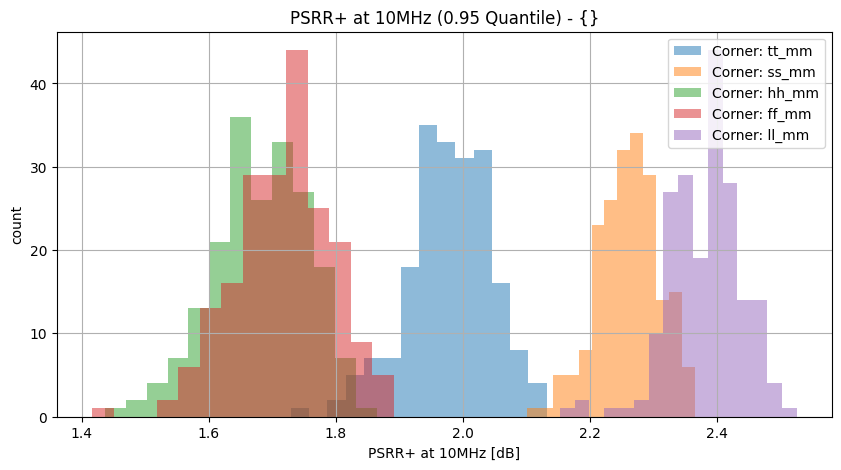 PSRR+ at 10MHz (0.95 Quantile) - {}
Corner: tt_mm
Corner: ss_mm
Corner: hh_mm
Corner: ff_mm
Corner: ll_mm
count
40
30
20
10
0
1.4 1.6 1.8 2.0 2.2 2.4
PSRR+ at 10MHz [dB]